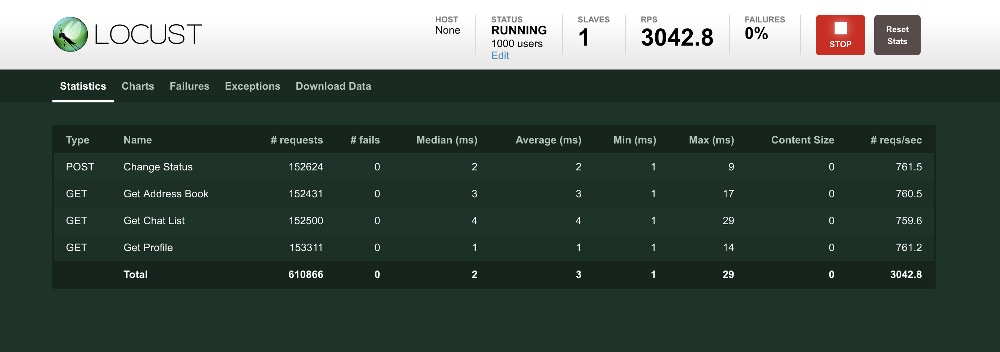 LOCUST
HOST
None
STATUS
RUNNING
1000 users
Edit
SLAVES
1
RPS
3042.8
FAILURES
0%
STOP
Reset
Stats
Statistics Charts Failures Exceptions Download Data
Type Name # requests # fails Median (ms) Average (ms) Min (ms) Max (ms) Content Size # reqs/sec
POST Change Status 152624 0 2 2 1 9 0 761.5
GET Get Address Book 152431 0 3 3 1 17 0 760.5
GET Get Chat List 152500 0 4 4 1 29 0 759.6
GET Get Profile 153311 0 1 1 1 14 0 761.2
Total 610866 0 2 3 1 29 0 3042.8